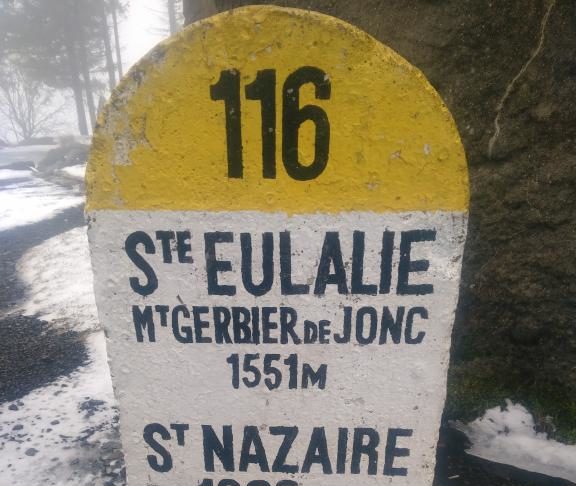 116
STE EULALIE
MT GERBIER DE JONC
1551M
ST NAZAIRE